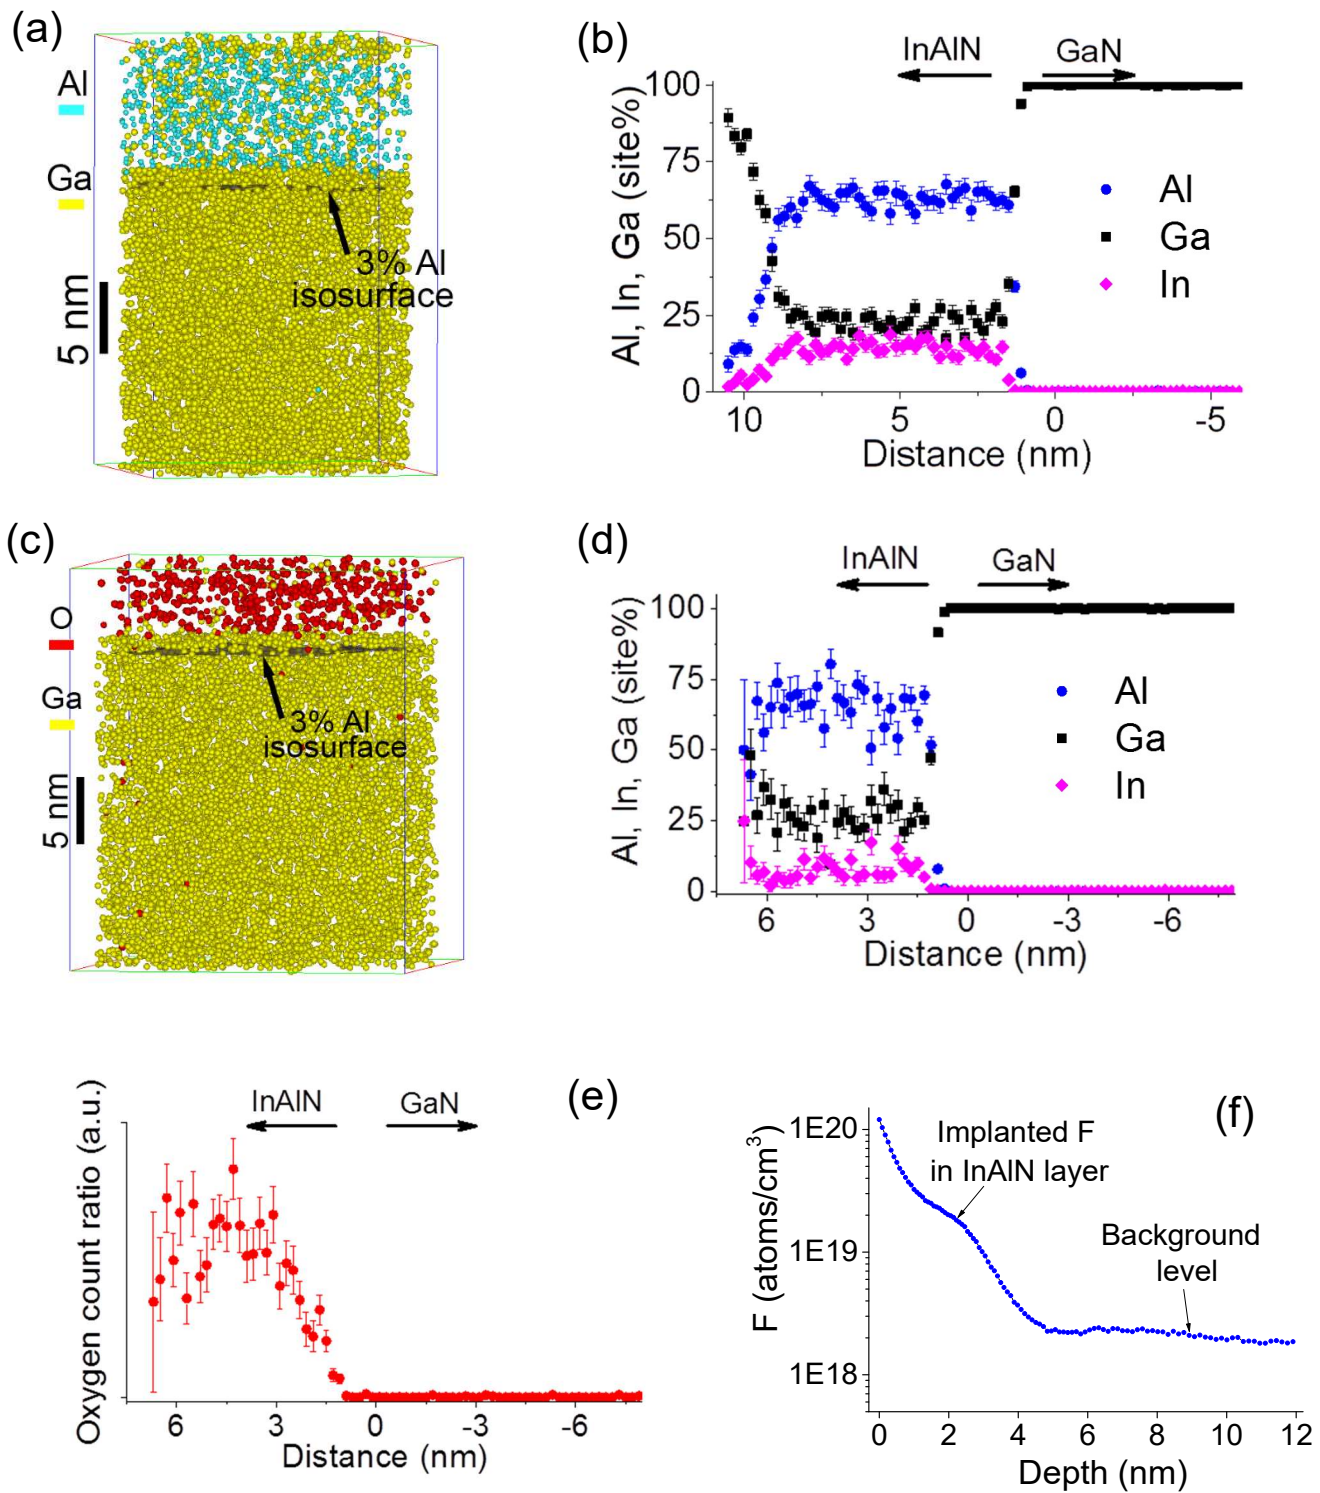 (a)
Al
Ga
3% Al
isosurface
5 nm
(b)
InAlN
GaN
Al, In, Ga (site%)
100
75
50
25
0
Al
Ga
In
10
5
0
-5
Distance (nm)
(c)
O
Ga
3% Al
isosurface
5 nm
(d)
InAlN
GaN
Al, In, Ga (site%)
100
75
50
25
0
Al
Ga
In
6
3
0
-3
-6
Distance (nm)
(e)
InAlN
GaN
Oxygen count ratio (a.u.)
6
3
0
-3
-6
Distance (nm)
(f)
F (atoms/cm³)
1E20
1E19
1E18
Implanted F
in InAlN layer
Background
level
0
2
4
6
8
10
12
Depth (nm)